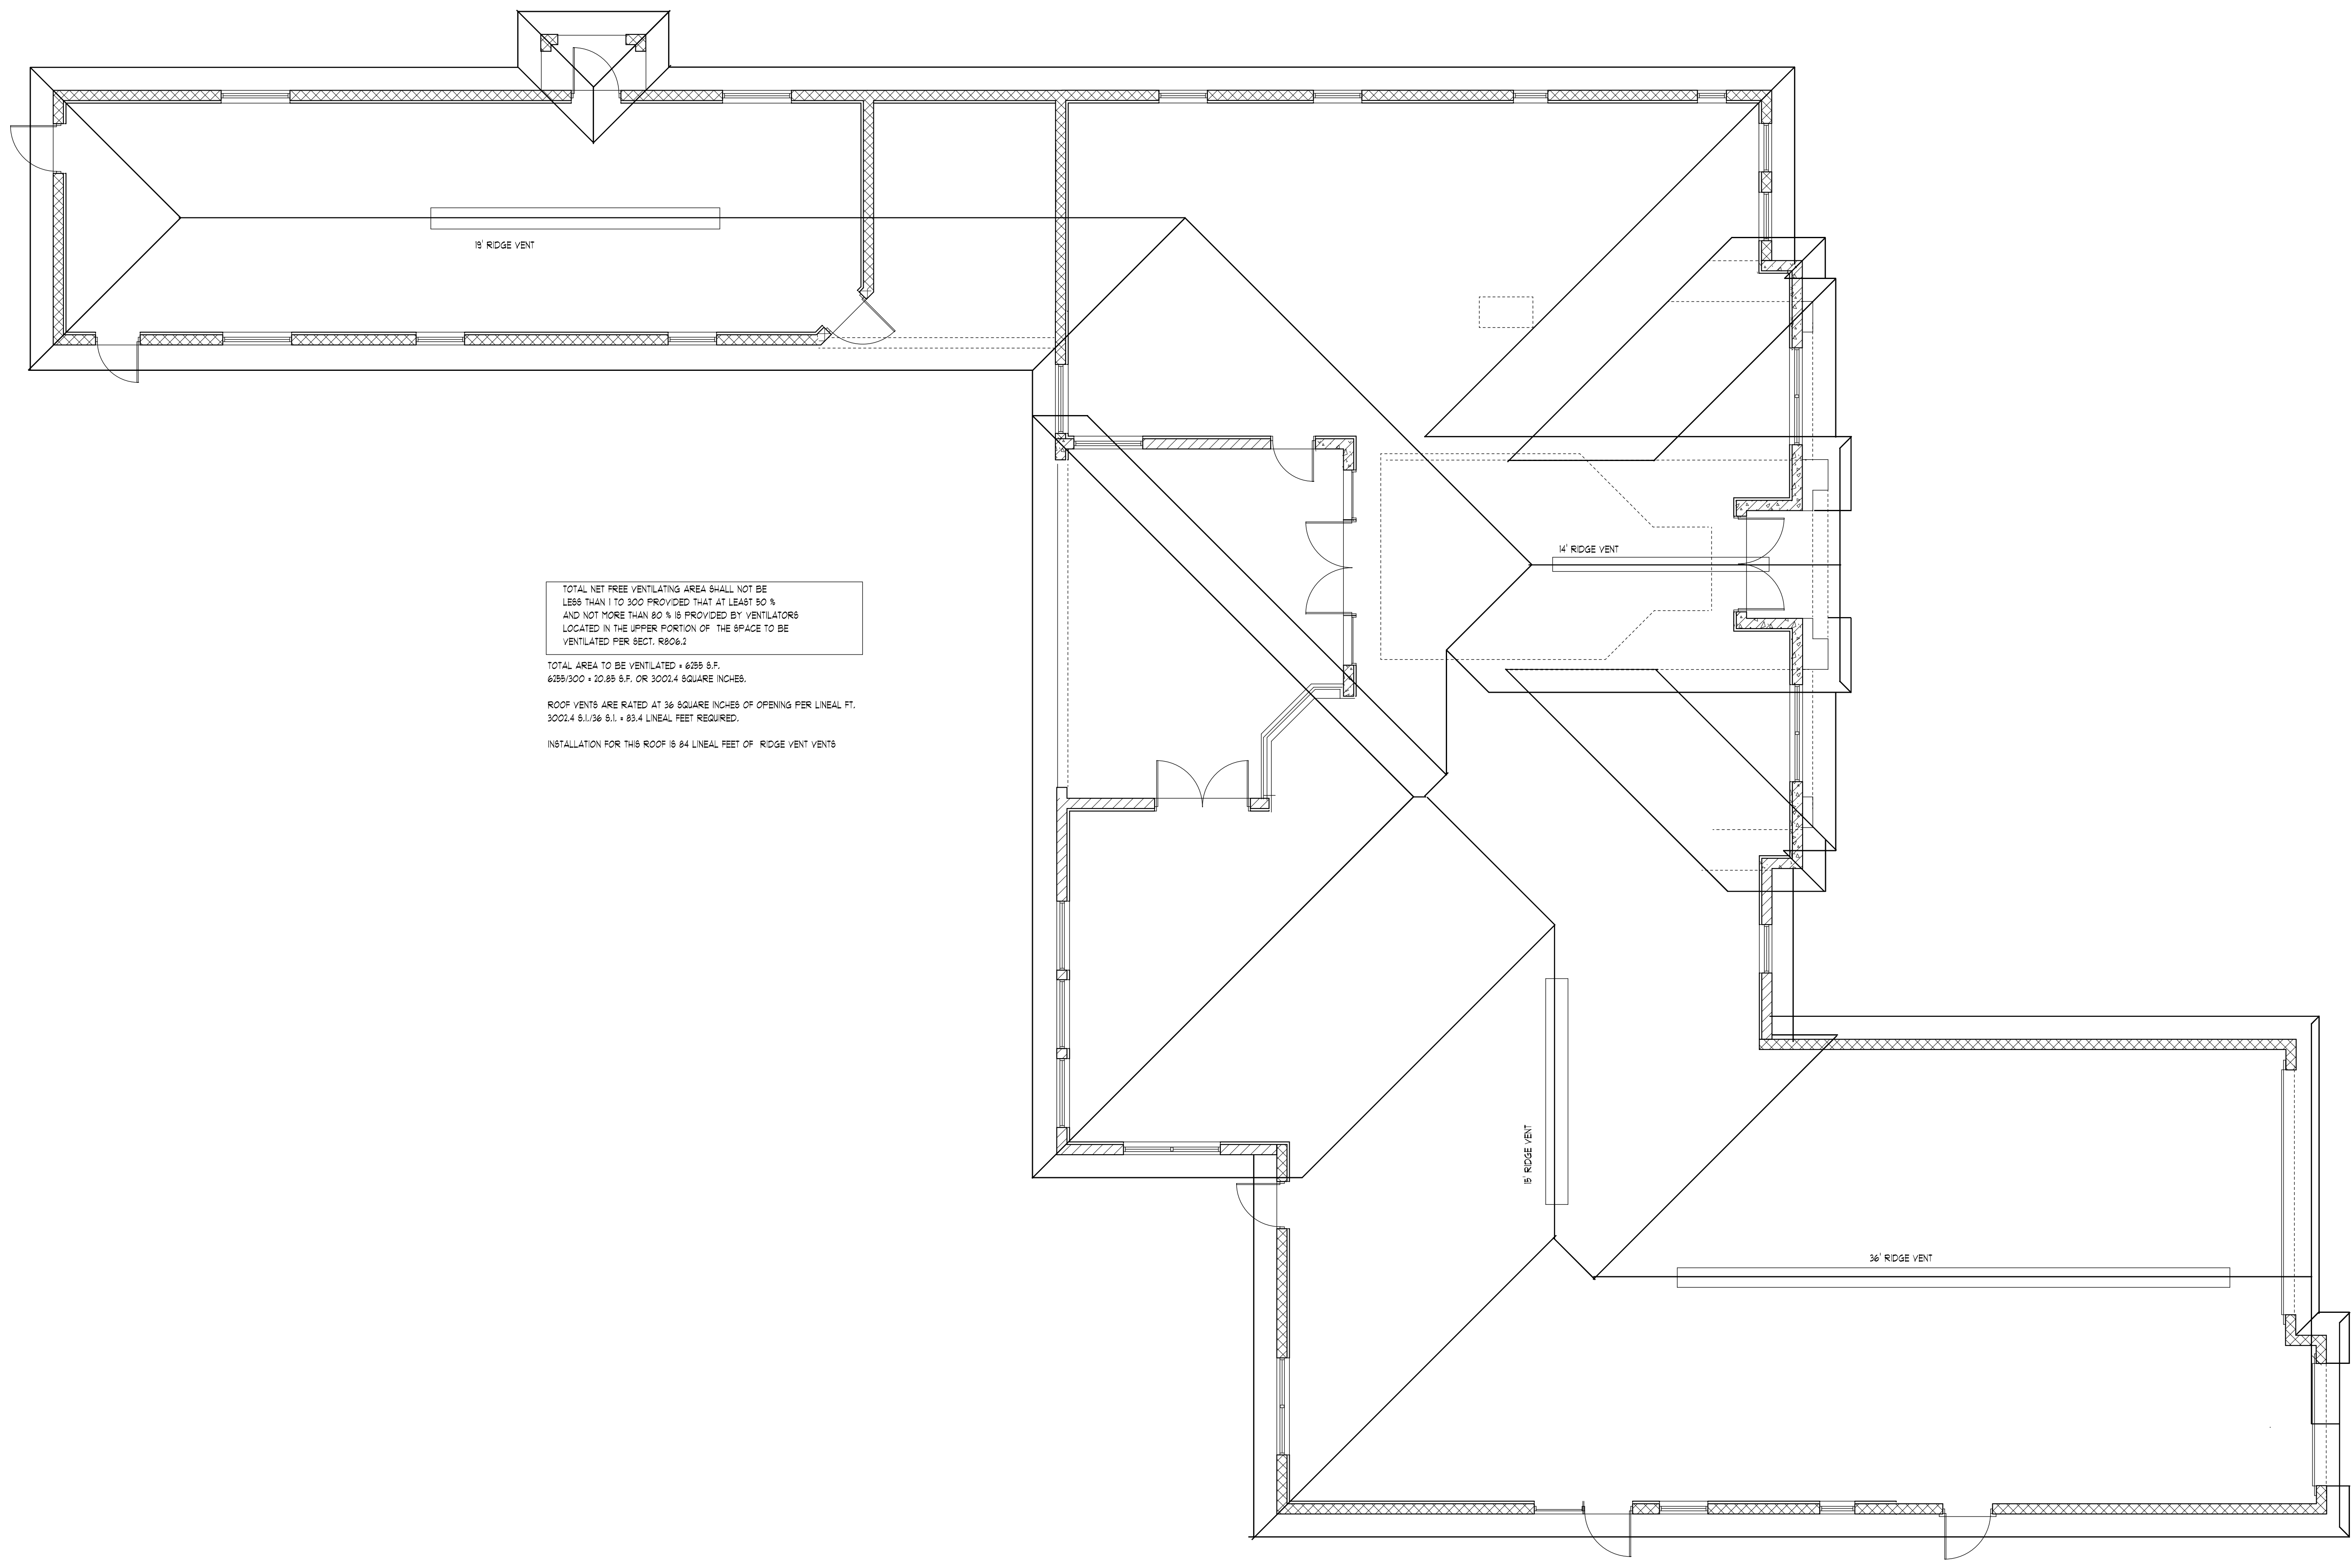 19' RIDGE VENT
14' RIDGE VENT
TOTAL NET FREE VENTILATING AREA SHALL NOT BE
LESS THAN 1 TO 300 PROVIDED THAT AT LEAST 50 %
AND NOT MORE THAN 80 % IS PROVIDED BY VENTILATORS
LOCATED IN THE UPPER PORTION OF THE SPACE TO BE
VENTILATED PER SECT. R806.2
TOTAL AREA TO BE VENTILATED = 6255 S.F.
6255/300 = 20.85 S.F. OR 3002.4 SQUARE INCHES.
ROOF VENTS ARE RATED AT 36 SQUARE INCHES OF OPENING PER LINEAL FT.
3002.4 S.I./36 S.I. = 83.4 LINEAL FEET REQUIRED.
INSTALLATION FOR THIS ROOF IS 84 LINEAL FEET OF RIDGE VENT VENTS
15' RIDGE VENT
36' RIDGE VENT